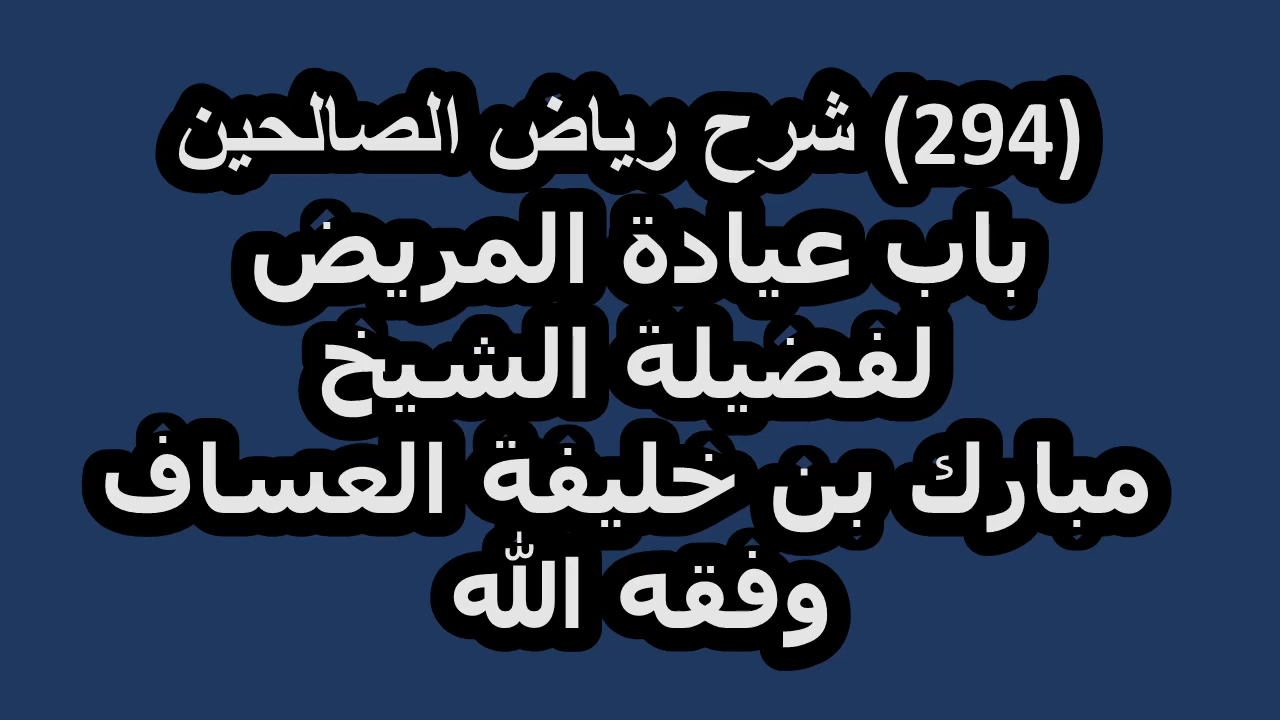 (294) شرح رياض الصالحين
باب عيادة المريض
لفضيلة الشيخ
مبارك بن خليفة العساف
وفقه الله